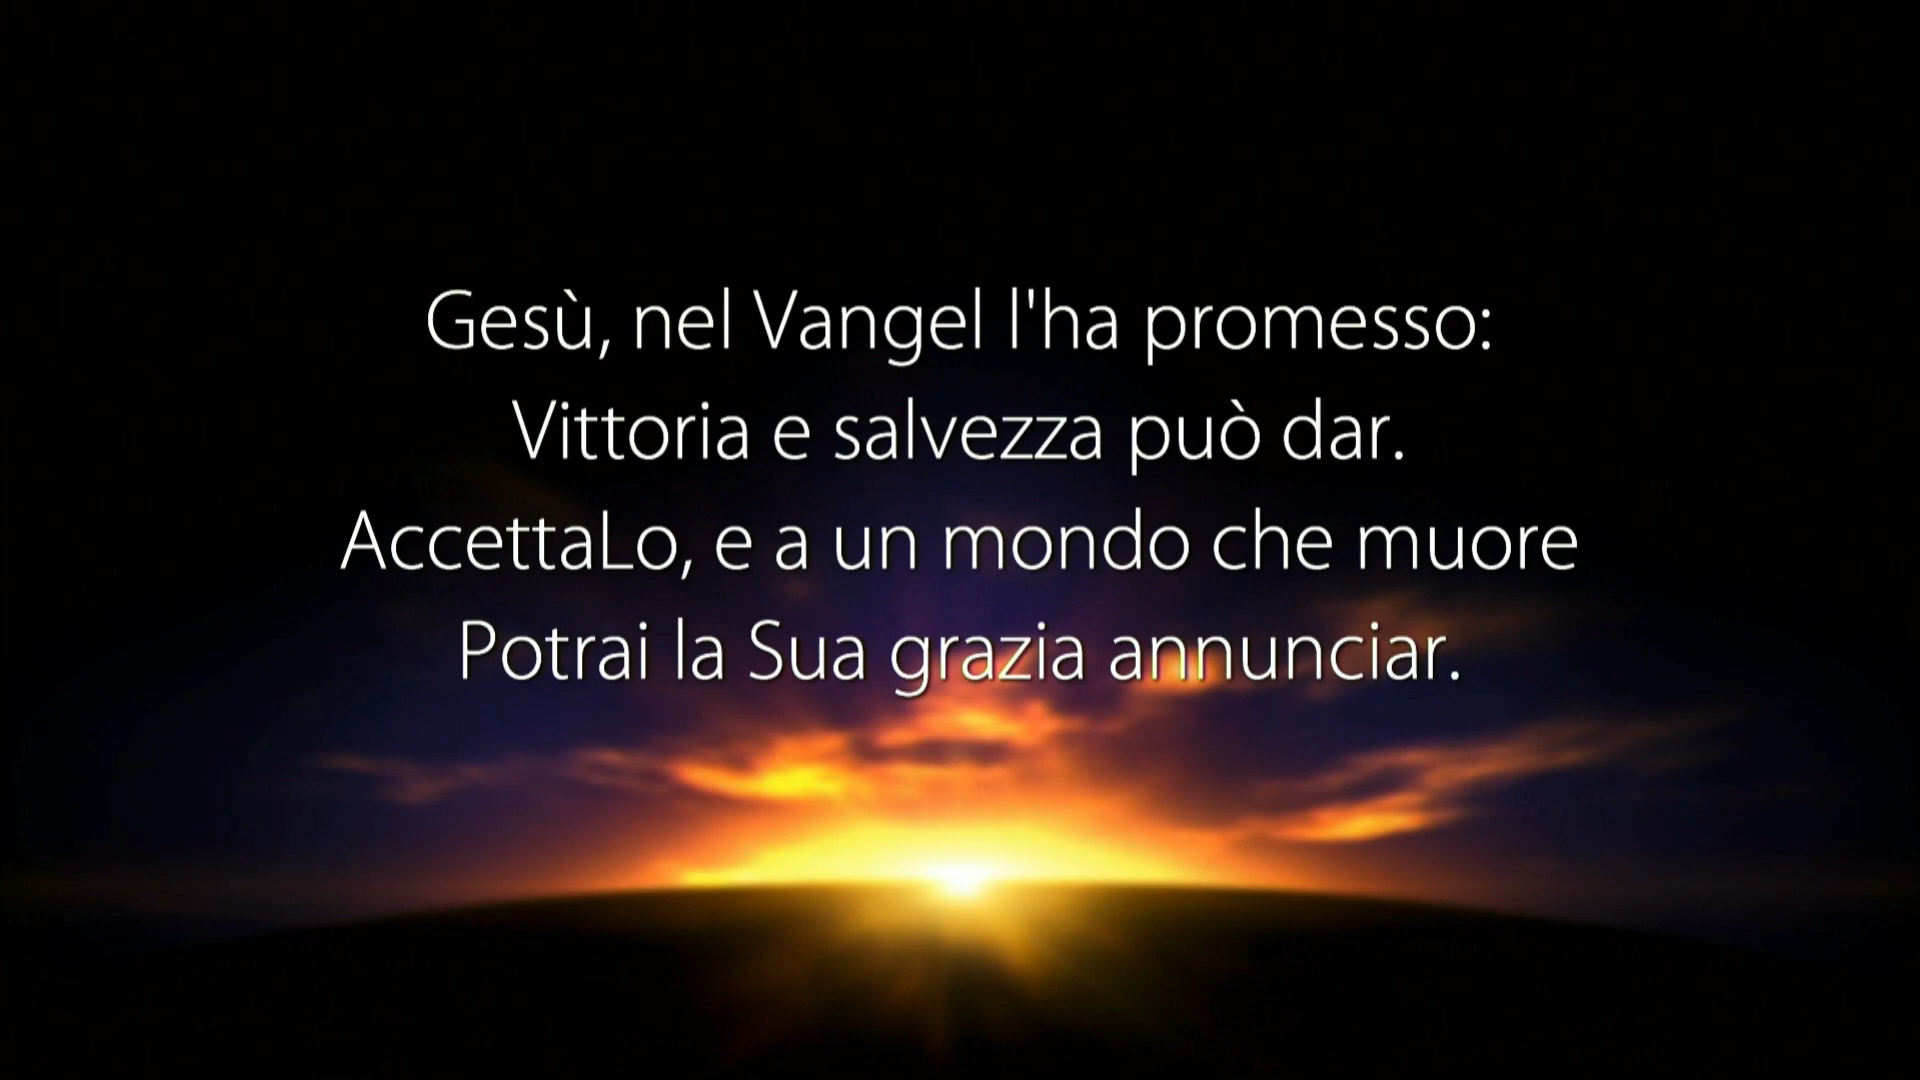 Gesù, nel Vangel l'ha promesso:
Vittoria e salvezza può dar.
AccettaLo, e a un mondo che muore
Potrai la Sua grazia annunciar.